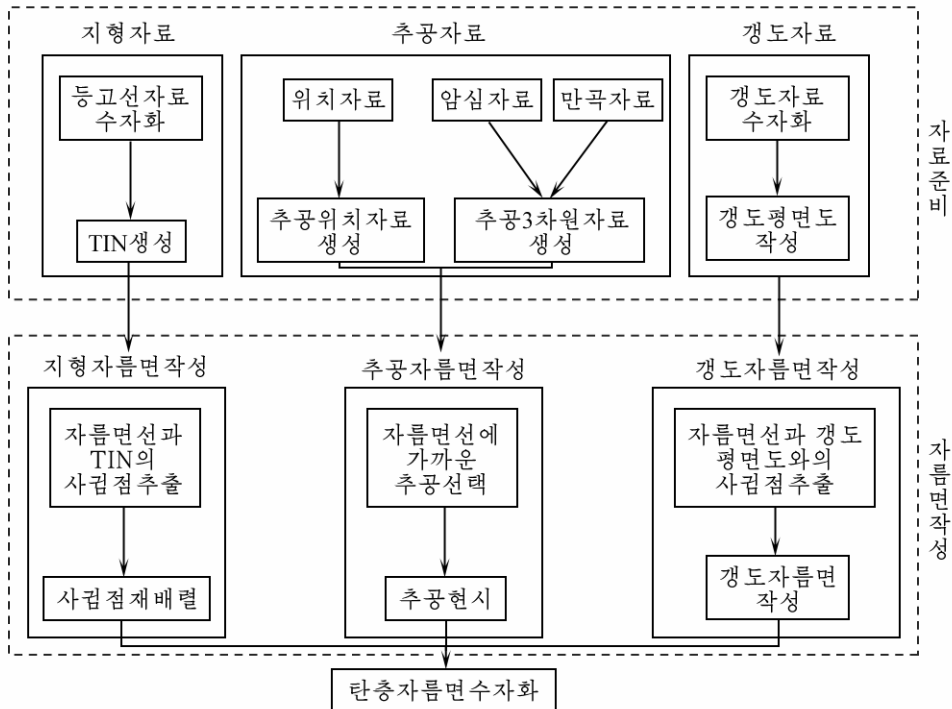 지형자료
추공자료
갱도자료
등고선자료
수자화
TIN생성
위치자료
암심자료
만곡자료
추공위치자료
생성
추공3차원자료
생성
갱도자료
수자화
갱도평면도
작성
자료준비
지형자름면작성
추공자름면작성
갱도자름면작성
자름면선과
TIN의
사귐점추출
사귐점재배렬
자름면선에
가까운
추공선택
추공현시
자름면선과 갱도
평면도와의
사귐점추출
갱도자름면
작성
자름면작성
탄층자름면수자화